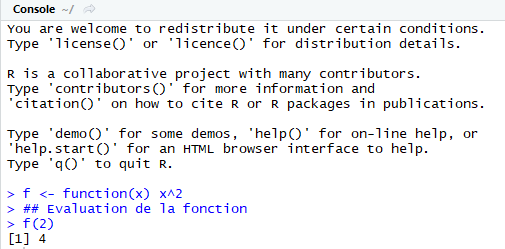 Console ~/
You are welcome to redistribute it under certain conditions.
Type 'license()' or 'licence()' for distribution details.
R is a collaborative project with many contributors.
Type 'contributors()' for more information and
'citation()' on how to cite R or R packages in publications.
Type 'demo()' for some demos, 'help()' for on-line help, or
'help.start()' for an HTML browser interface to help.
Type 'q()' to quit R.
> f <- function(x) x^2
> ## Evaluation de la fonction
> f(2)
[1] 4